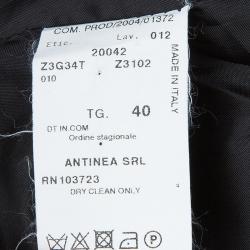 COM. PROD/2004/01372
Etic. Lav. 012
20042
Z3G34T Z3102
010
MADE IN ITALY
TG. 40
DT IN.COM
Ordine stagionale
ANTINEA SRL
RN103723
DRY CLEAN ONLY
P